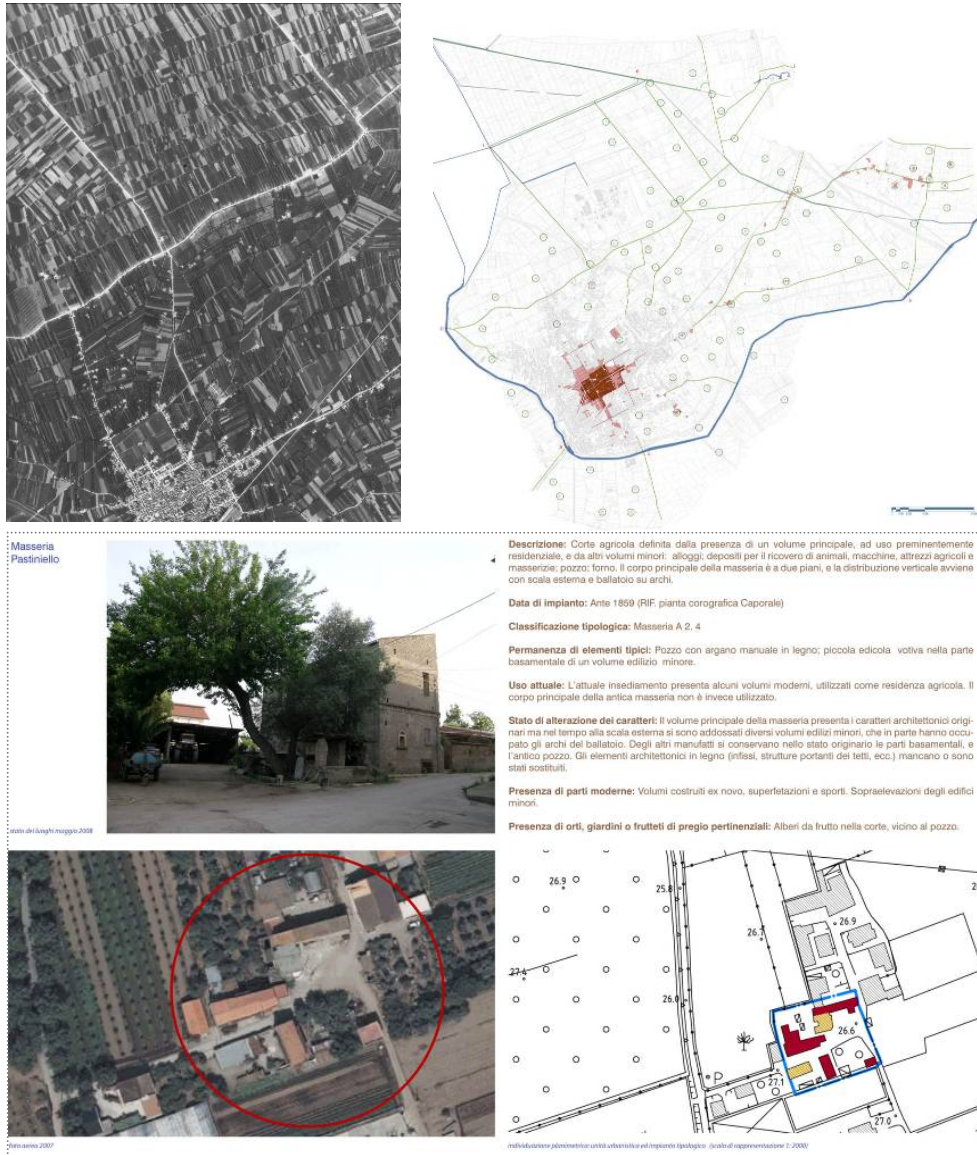 Masseria
Pastiniello
stato dei luoghi maggio 2008
Descrizione: Corte agricola definita dalla presenza di un volume principale, ad uso preminentemente
residenziale, e da altri volumi minori: alloggi; depositi per il ricovero di animali, macchine, attrezzi agricoli e
masserizie; pozzo; forno. Il corpo principale della masseria è a due piani, e la distribuzione verticale avviene
con scala esterna e ballatoio su archi.
Data di impianto: Ante 1859 (RIF. pianta corografica Caporale)
Classificazione tipologica: Masseria A 2. 4
Permanenza di elementi tipici: Pozzo con argano manuale in legno; piccola edicola votiva nella parte
basamentale di un volume edilizio minore.
Uso attuale: L'attuale insediamento presenta alcuni volumi moderni, utilizzati come residenza agricola. Il
corpo principale della antica masseria non è invece utilizzato.
Stato di alterazione dei caratteri: Il volume principale della masseria presenta i caratteri architettonici origi-
nari ma nel tempo alla scala esterna si sono addossati diversi volumi edilizi minori, che in parte hanno occu-
pato gli archi del ballatoio. Degli altri manufatti si conservano nello stato originario le parti basamentali, e
l'antico pozzo. Gli elementi architettonici in legno (infissi, strutture portanti dei tetti, ecc.) mancano o sono
stati sostituiti.
Presenza di parti moderne: Volumi costruiti ex novo, superfetazioni e sporti. Sopraelevazioni degli edifici
minori.
Presenza di orti, giardini o frutteti di pregio pertinenziali: Alberi da frutto nella corte, vicino al pozzo.
foto aerea 2007
26.9
25.8
26.7
26.9
27.4
26.0
26.6
P
27.1
27.0
individuazione planimetrica: unità urbanistica ed impianto tipologico (scala di rappresentazione 1: 2000)